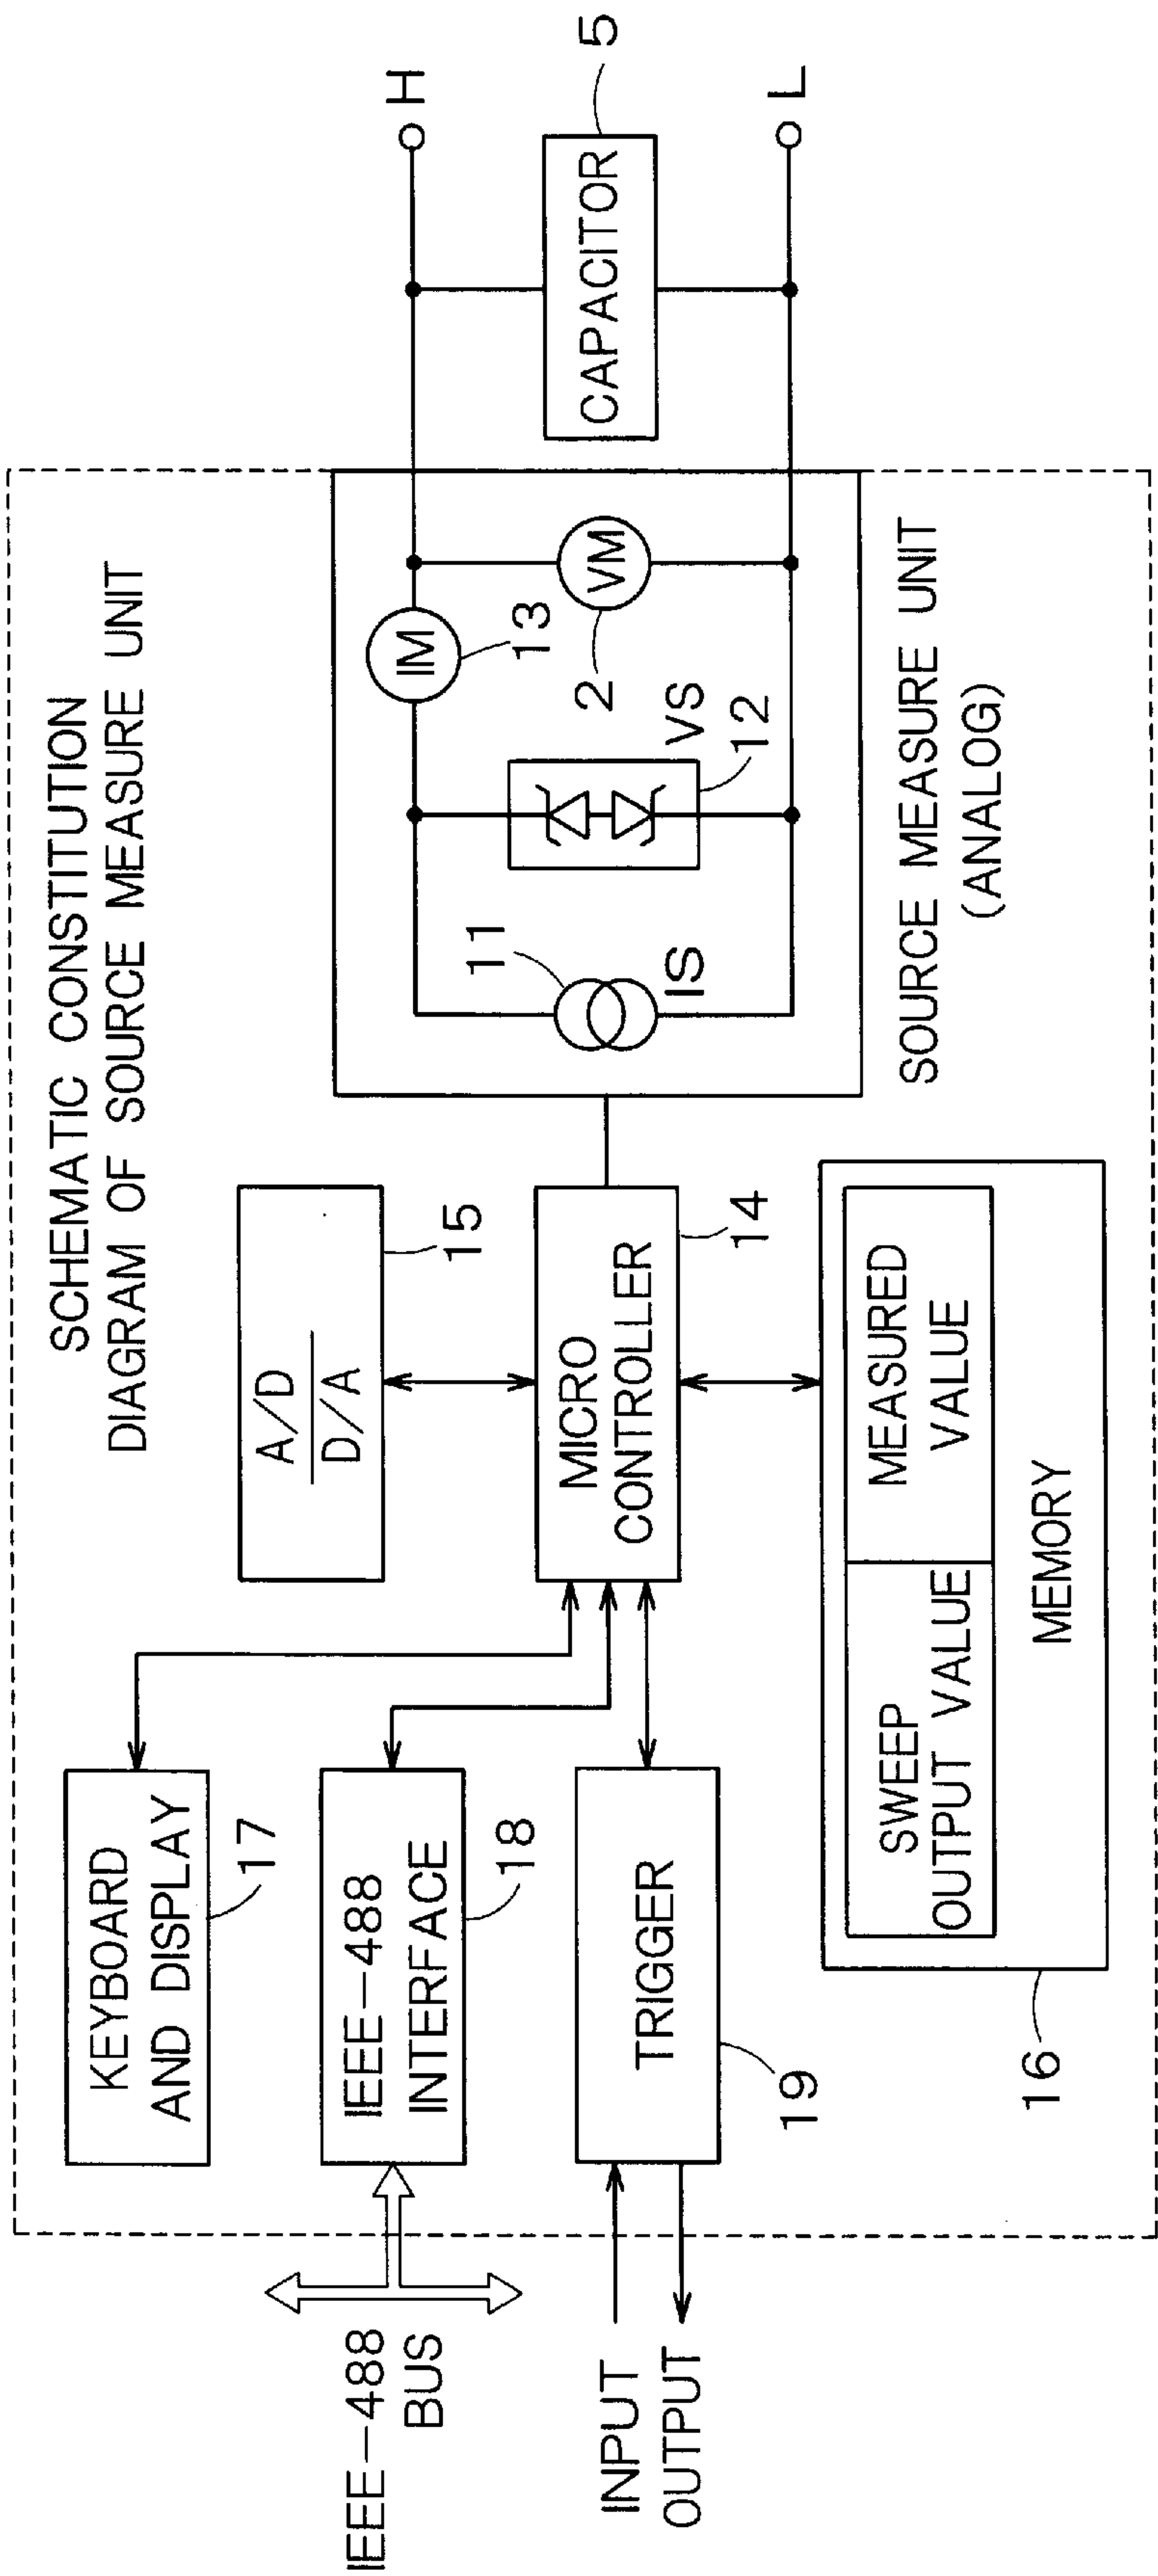 SCHEMATIC CONSTITUTION
DIAGRAM OF SOURCE MEASURE UNIT
KEYBOARD
AND DISPLAY
17
IEEE-488
BUS
IEEE-488
INTERFACE
18
INPUT
OUTPUT
TRIGGER
19
A/D
D/A
15
MICRO
CONTROLLER
14
SWEEP
OUTPUT VALUE
MEASURED
VALUE
MEMORY
16
11
IS
VS
12
IM
13
VM
2
SOURCE MEASURE UNIT
(ANALOG)
CAPACITOR
5
H
L